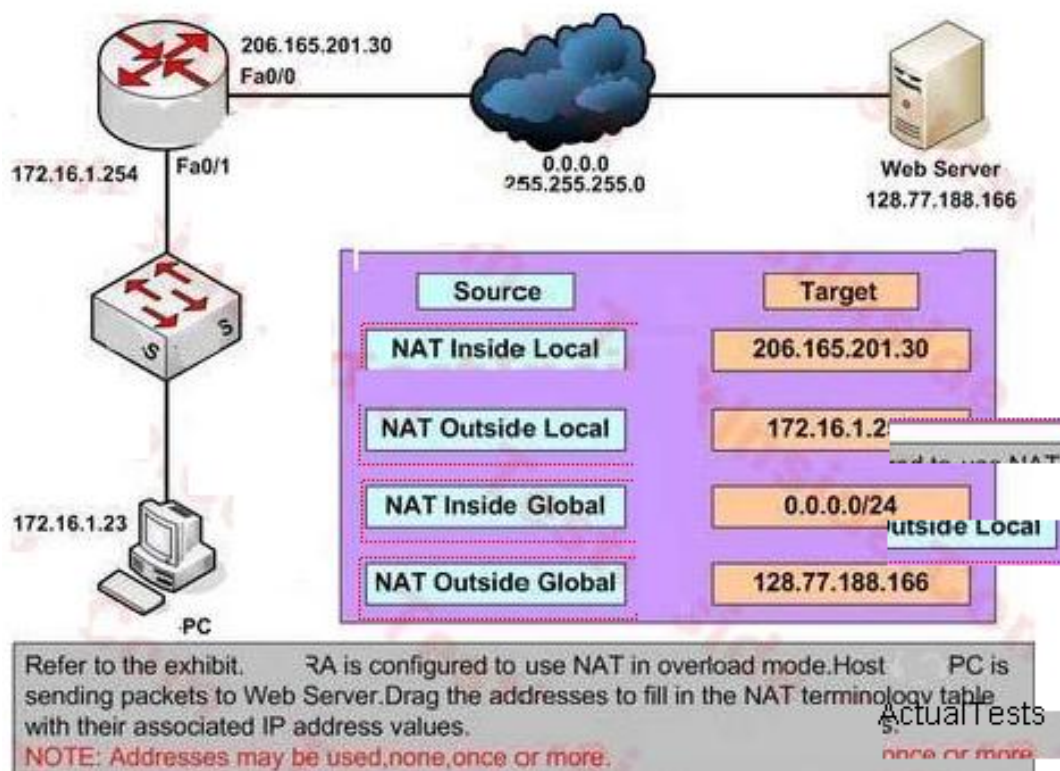 206.165.201.30
Fa0/0
172.16.1.254
Fa0/1
0.0.0.0
255.255.255.0
Web Server
128.77.188.166
Source
Target
NAT Inside Local
206.165.201.30
NAT Outside Local
172.16.1.2
NAT Inside Global
0.0.0.0/24
utside Local
NAT Outside Global
128.77.188.166
S
S
172.16.1.23
PC
Refer to the exhibit. RA is configured to use NAT in overload mode.Host PC is
sending packets to Web Server.Drag the addresses to fill in the NAT terminology table
with their associated IP address values.
ActualTests
s.
NOTE: Addresses may be used,none,once or more.
once or more